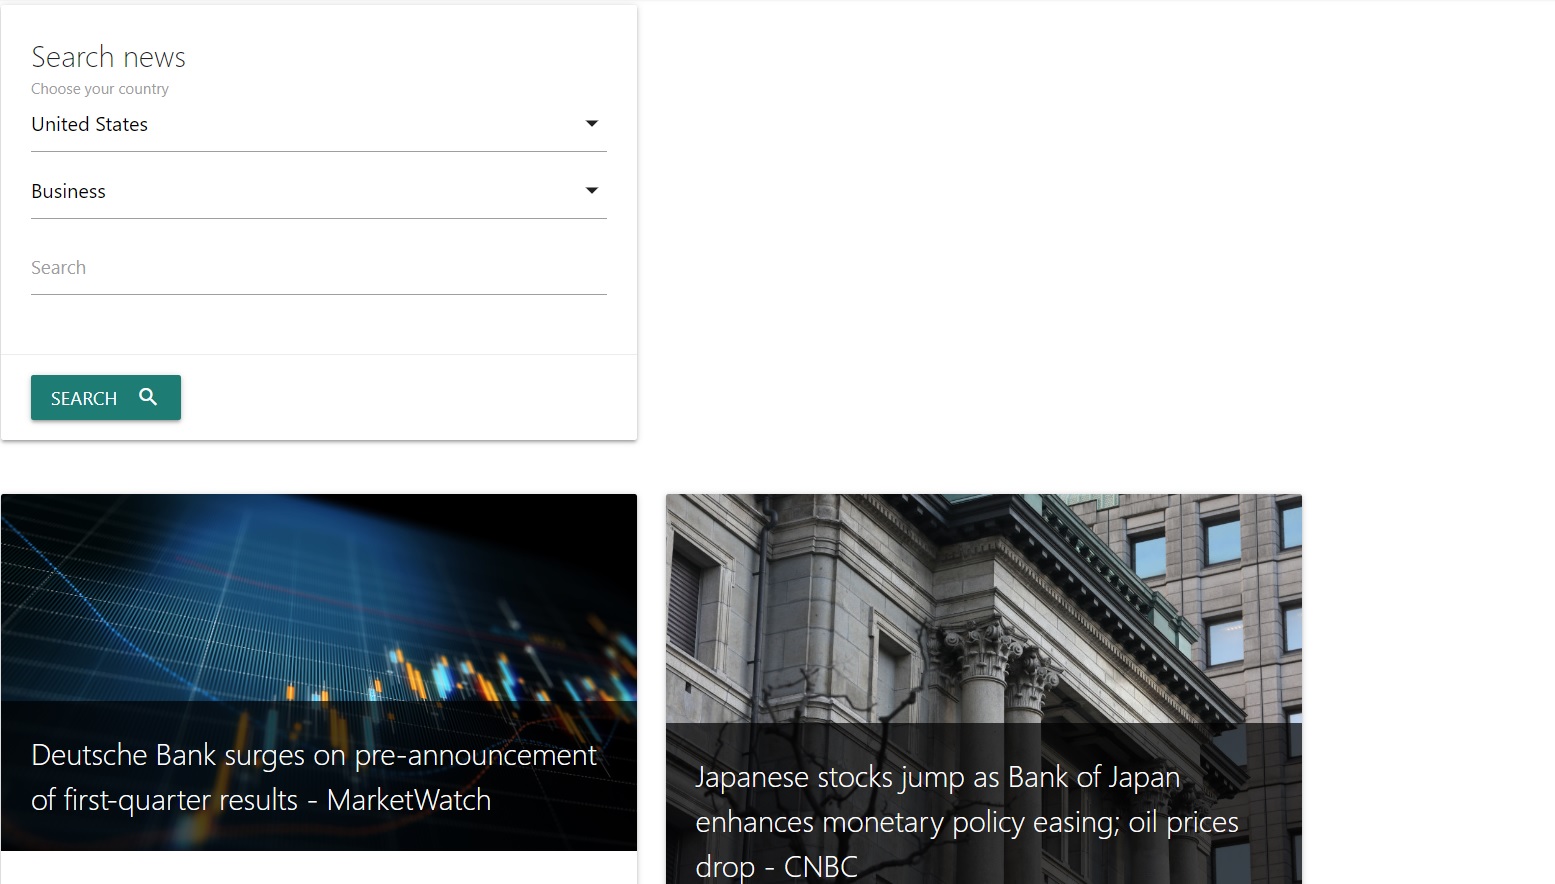 Search news
Choose your country
United States
Business
Search
SEARCH
Deutsche Bank surges on pre-announcement
of first-quarter results - MarketWatch
Japanese stocks jump as Bank of Japan
enhances monetary policy easing; oil prices
drop - CNBC